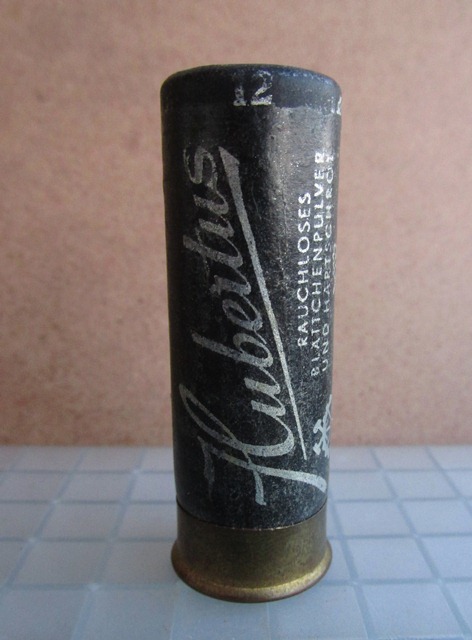 12
Hubertus
RAUCHLOSES
BLÄTTCHENPULVER
UND HARTSCHROT